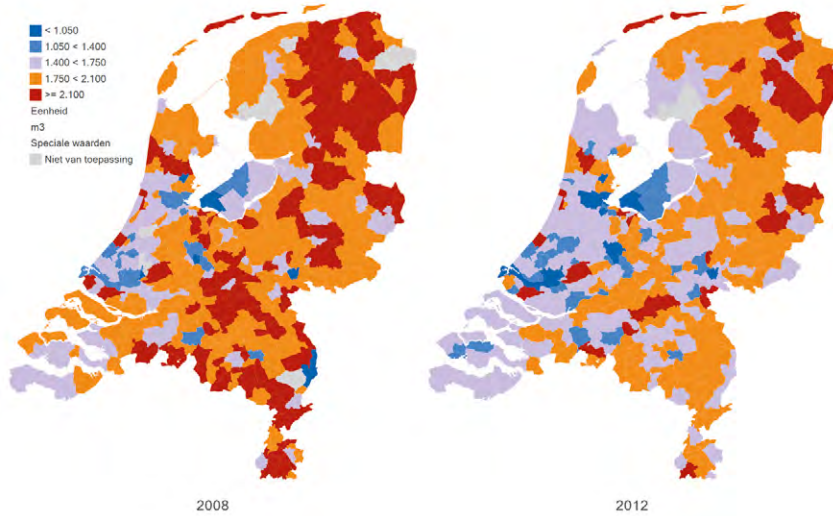 < 1.050
1.050 < 1.400
1.400 < 1.750
1.750 < 2.100
>= 2.100
Eenheid
m3
Speciale waarden
Niet van toepassing
2008
2012